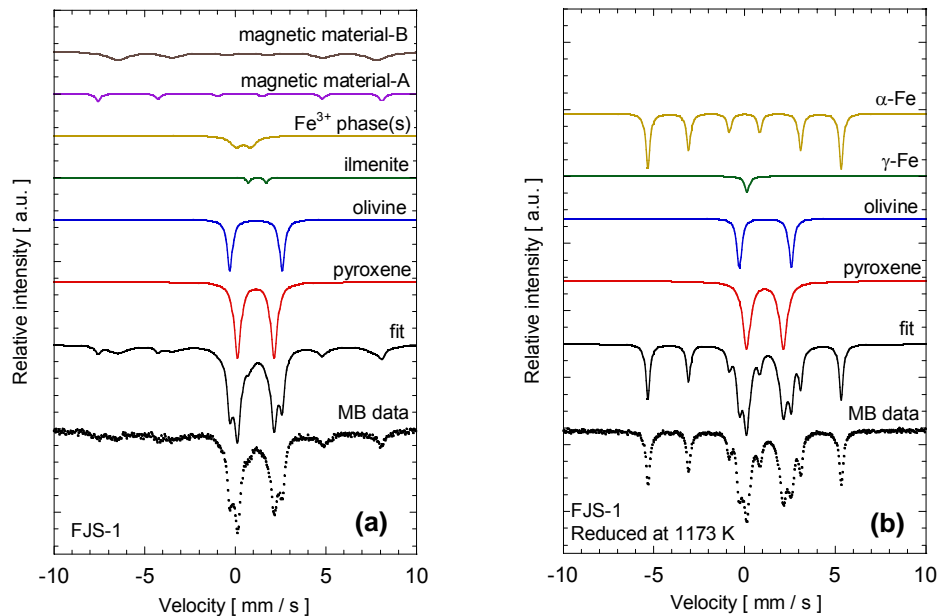 magnetic material-B
magnetic material-A
Fe³⁺ phase(s)
ilmenite
olivine
pyroxene
fit
MB data
FJS-1
(a)
Relative intensity [ a.u. ]
-10
-5
0
5
10
Velocity [ mm / s ]
α-Fe
γ-Fe
olivine
pyroxene
fit
MB data
FJS-1
Reduced at 1173 K
(b)
Relative intensity [ a.u. ]
-10
-5
0
5
10
Velocity [ mm / s ]